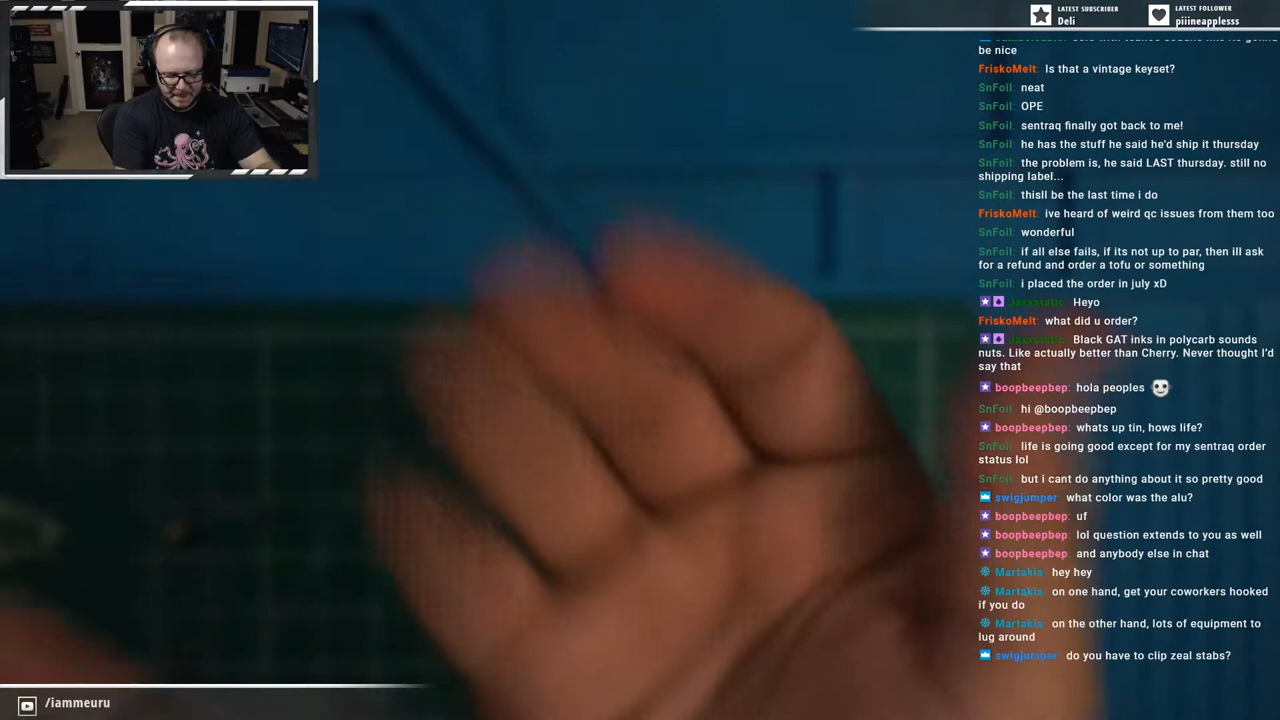 LATEST SUBSCRIBER
Deli
LATEST FOLLOWER
piiineapplesss
be nice
FriskoMelt: Is that a vintage keyset?
SnFoil: neat
SnFoil: OPE
SnFoil: sentraq finally got back to me!
SnFoil: he has the stuff he said he'd ship it thursday
SnFoil: the problem is, he said LAST thursday. still no
shipping label...
SnFoil: thisll be the last time i do
FriskoMelt: ive heard of weird qc issues from them too
SnFoil: wonderful
SnFoil: if all else fails, if its not up to par, then ill ask
for a refund and order a tofu or something
SnFoil: i placed the order in july xD
Jaxxstatic: Heyo
FriskoMelt: what did u order?
Jaxxstatic: Black GAT inks in polycarb sounds
nuts. Like actually better than Cherry. Never thought I'd
say that
boopbeepbep: hola peoples
SnFoil: hi @boopbeepbep
boopbeepbep: whats up tin, hows life?
SnFoil: life is going good except for my sentraq order
status lol
SnFoil: but i cant do anything about it so pretty good
swigjumper: what color was the alu?
boopbeepbep: uf
boopbeepbep: lol question extends to you as well
boopbeepbep: and anybody else in chat
Martakia: hey hey
Martakia: on one hand, get your coworkers hooked
if you do
Martakia: on the other hand, lots of equipment to
lug around
swigjumper: do you have to clip zeal stabs?
/iammeuru